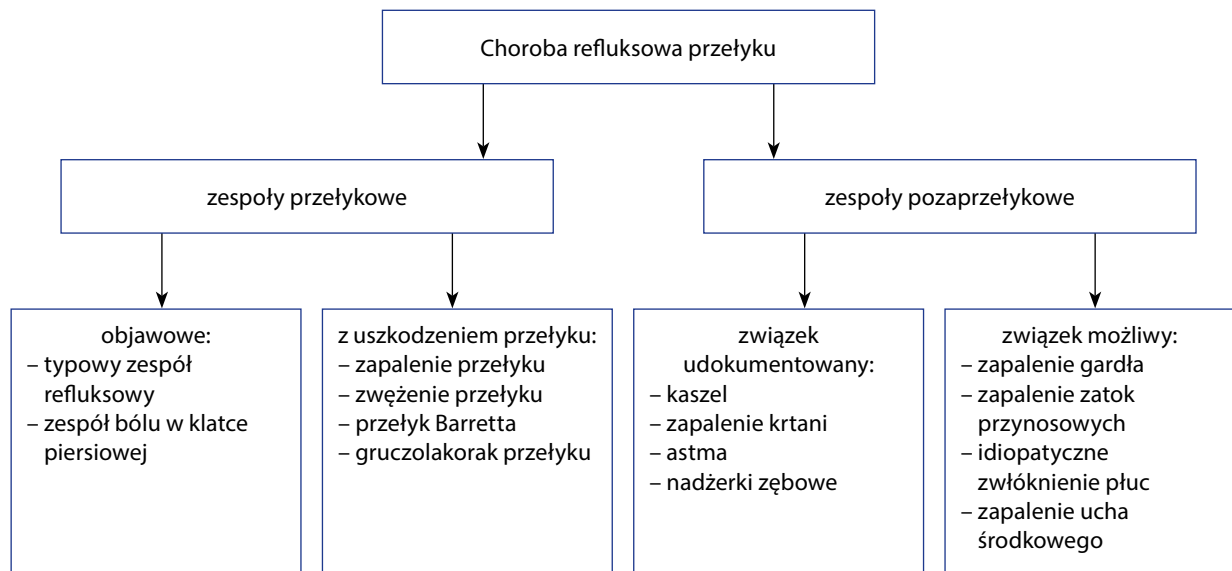 Choroba refluksowa przełyku
zespoły przełykowe
zespoły pozaprzełykowe
objawowe:
– typowy zespół
refluksowy
– zespół bólu w klatce
piersiowej
z uszkodzeniem przełyku:
– zapalenie przełyku
– zwężenie przełyku
– przełyk Barretta
– gruczolakorak przełyku
związek
udokumentowany:
– kaszel
– zapalenie krtani
– astma
– nadżerki zębowe
związek możliwy:
– zapalenie gardła
– zapalenie zatok
przynosowych
– idiopatyczne
zwłóknienie płuc
– zapalenie ucha
środkowego